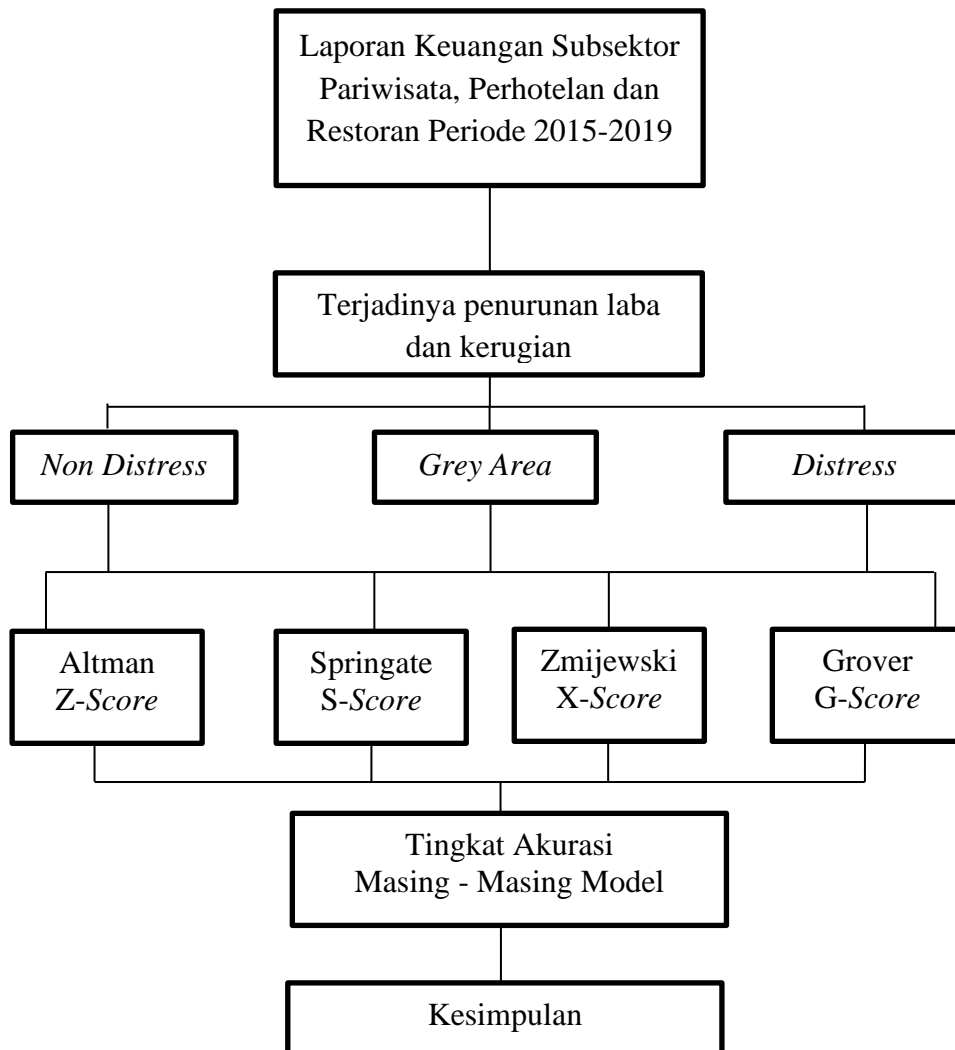 Laporan Keuangan Subsektor
Pariwisata, Perhotelan dan
Restoran Periode 2015-2019
Terjadinya penurunan laba
dan kerugian
Non Distress
Grey Area
Distress
Altman
Z-Score
Springate
S-Score
Zmijewski
X-Score
Grover
G-Score
Tingkat Akurasi
Masing - Masing Model
Kesimpulan